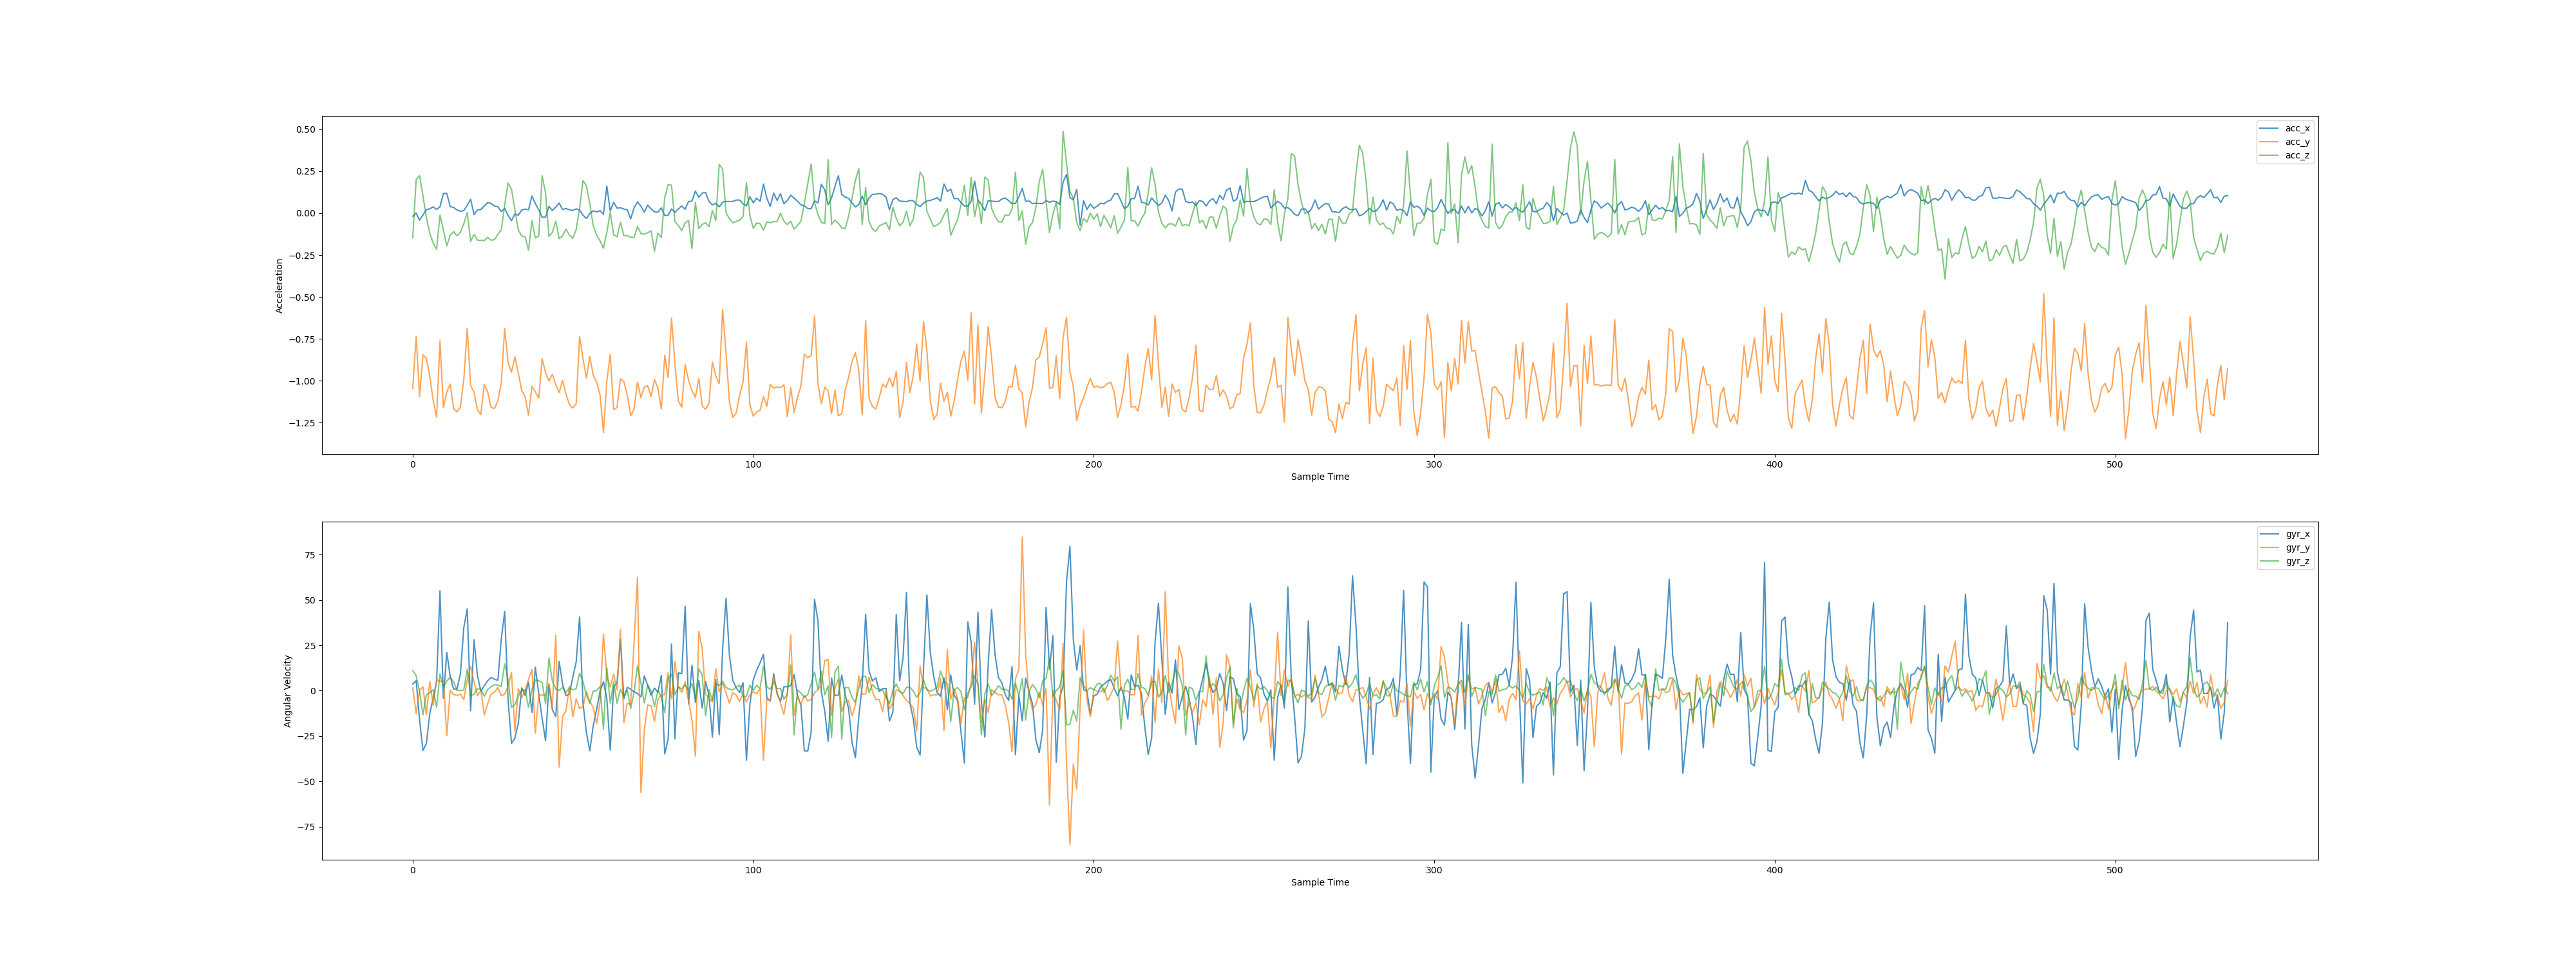 0.50
0.25
0.00
−0.25
−0.50
−0.75
−1.00
−1.25
Acceleration
acc_x
acc_y
acc_z
0 100 200 300 400 500
Sample Time
75
50
25
0
−25
−50
−75
Angular Velocity
gyr_x
gyr_y
gyr_z
0 100 200 300 400 500
Sample Time